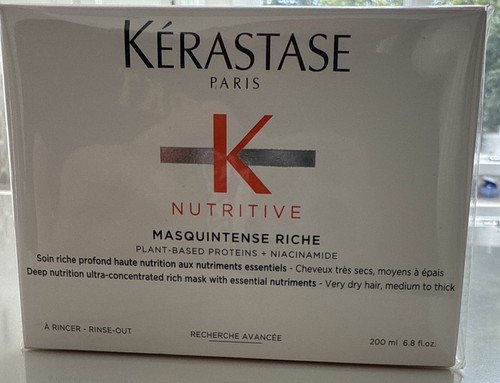 KÉRASTASE
PARIS
K
NUTRITIVE
MASQUINTENSE RICHE
PLANT-BASED PROTEINS + NIACINAMIDE
Soin riche profond haute nutrition aux nutriments essentiels - Cheveux très secs, moyens à épais
Deep nutrition ultra-concentrated rich mask with essential nutriments - Very dry hair, medium to thick
À RINCER - RINSE-OUT
RECHERCHE AVANCÉE
200 ml 6.8 fl.oz.